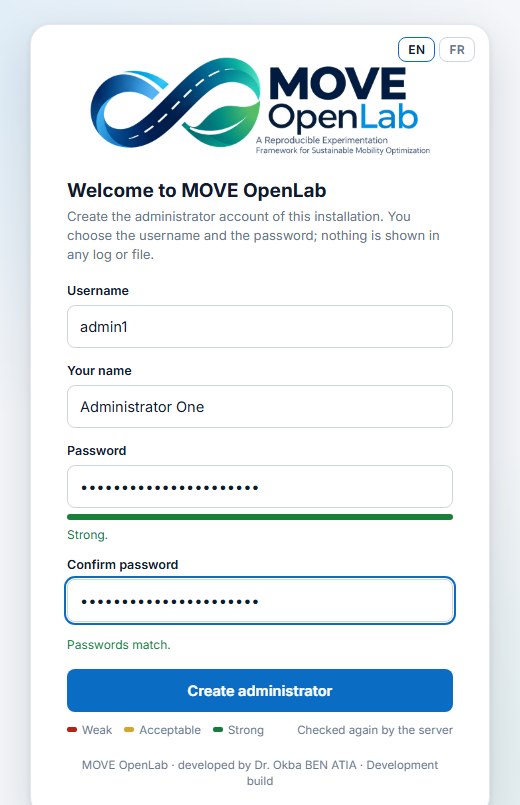 EN FR
MOVE
OpenLab
A Reproducible Experimentation
Framework for Sustainable Mobility Optimization
Welcome to MOVE OpenLab
Create the administrator account of this installation. You
choose the username and the password; nothing is shown in
any log or file.
Username
admin1
Your name
Administrator One
Password
••••••••••••••••••••••
Strong.
Confirm password
••••••••••••••••••••••
Passwords match.
Create administrator
Weak Acceptable Strong Checked again by the server
MOVE OpenLab · developed by Dr. Okba BEN ATIA · Development
build